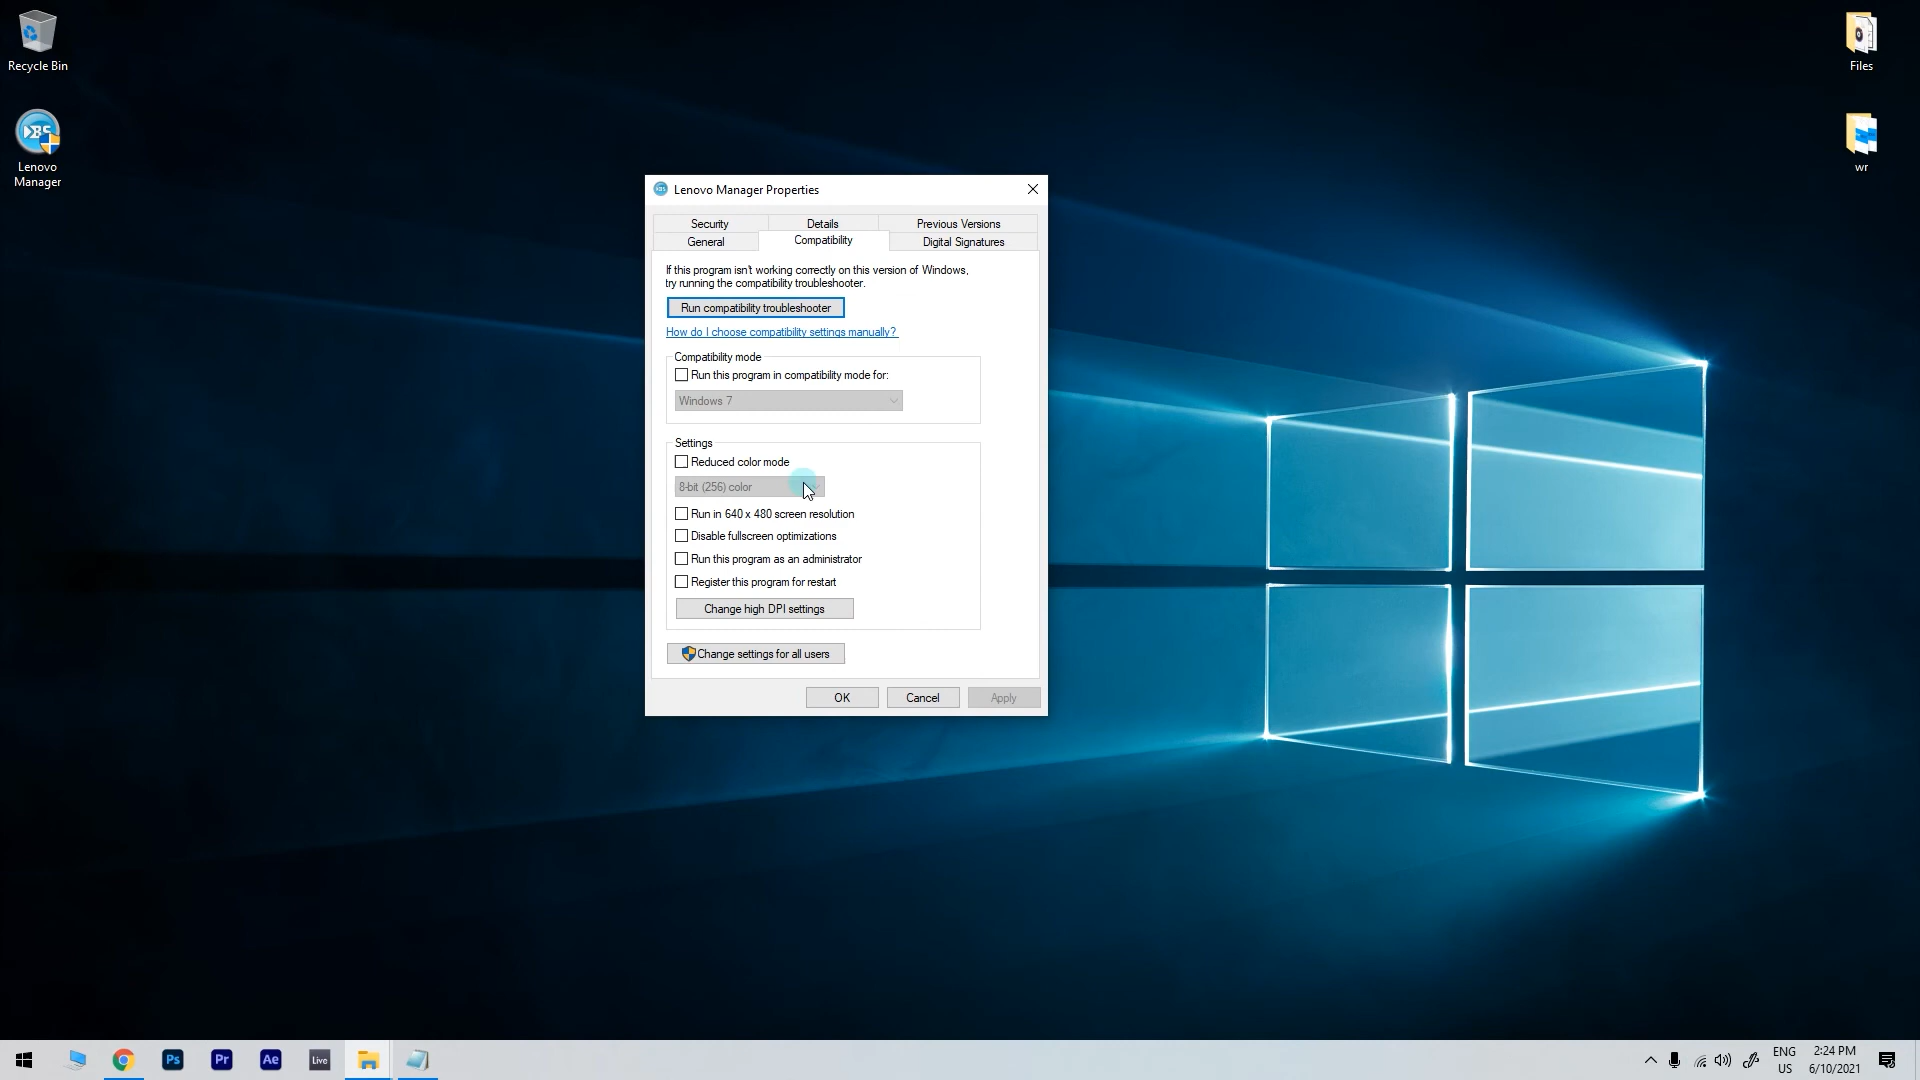 Recycle Bin
Lenovo
Manager
Files
wr
Lenovo Manager Properties
Security
Details
Previous Versions
General
Compatibility
Digital Signatures
If this program isn't working correctly on this version of Windows,
try running the compatibility troubleshooter.
Run compatibility troubleshooter
How do I choose compatibility settings manually?
Compatibility mode
Run this program in compatibility mode for:
Windows 7
Settings
Reduced color mode
8-bit (256) color
Run in 640 x 480 screen resolution
Disable fullscreen optimizations
Run this program as an administrator
Register this program for restart
Change high DPI settings
Change settings for all users
OK
Cancel
Apply
Ps
Pr
Ae
Live
ENG
US
2:24 PM
6/10/2021